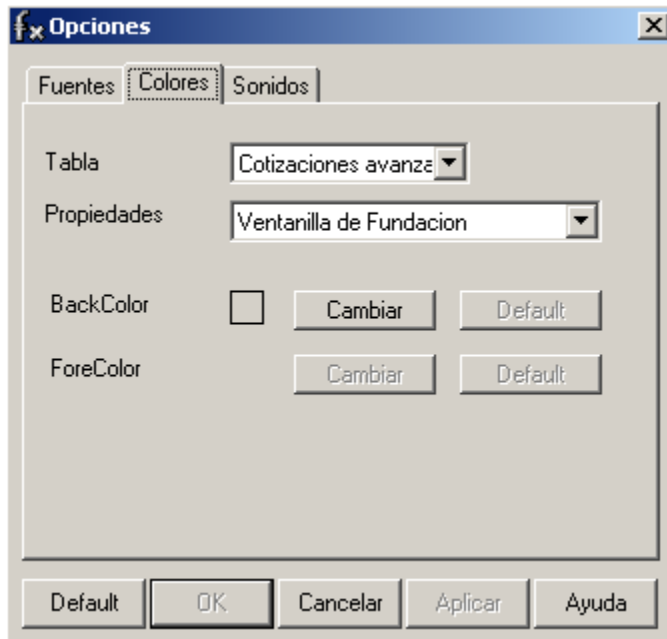 fx Opciones
Fuentes Colores Sonidos
Tabla Cotizaciones avanza
Propiedades Ventanilla de Fundacion
BackColor Cambiar Default
ForeColor Cambiar Default
Default OK Cancelar Aplicar Ayuda